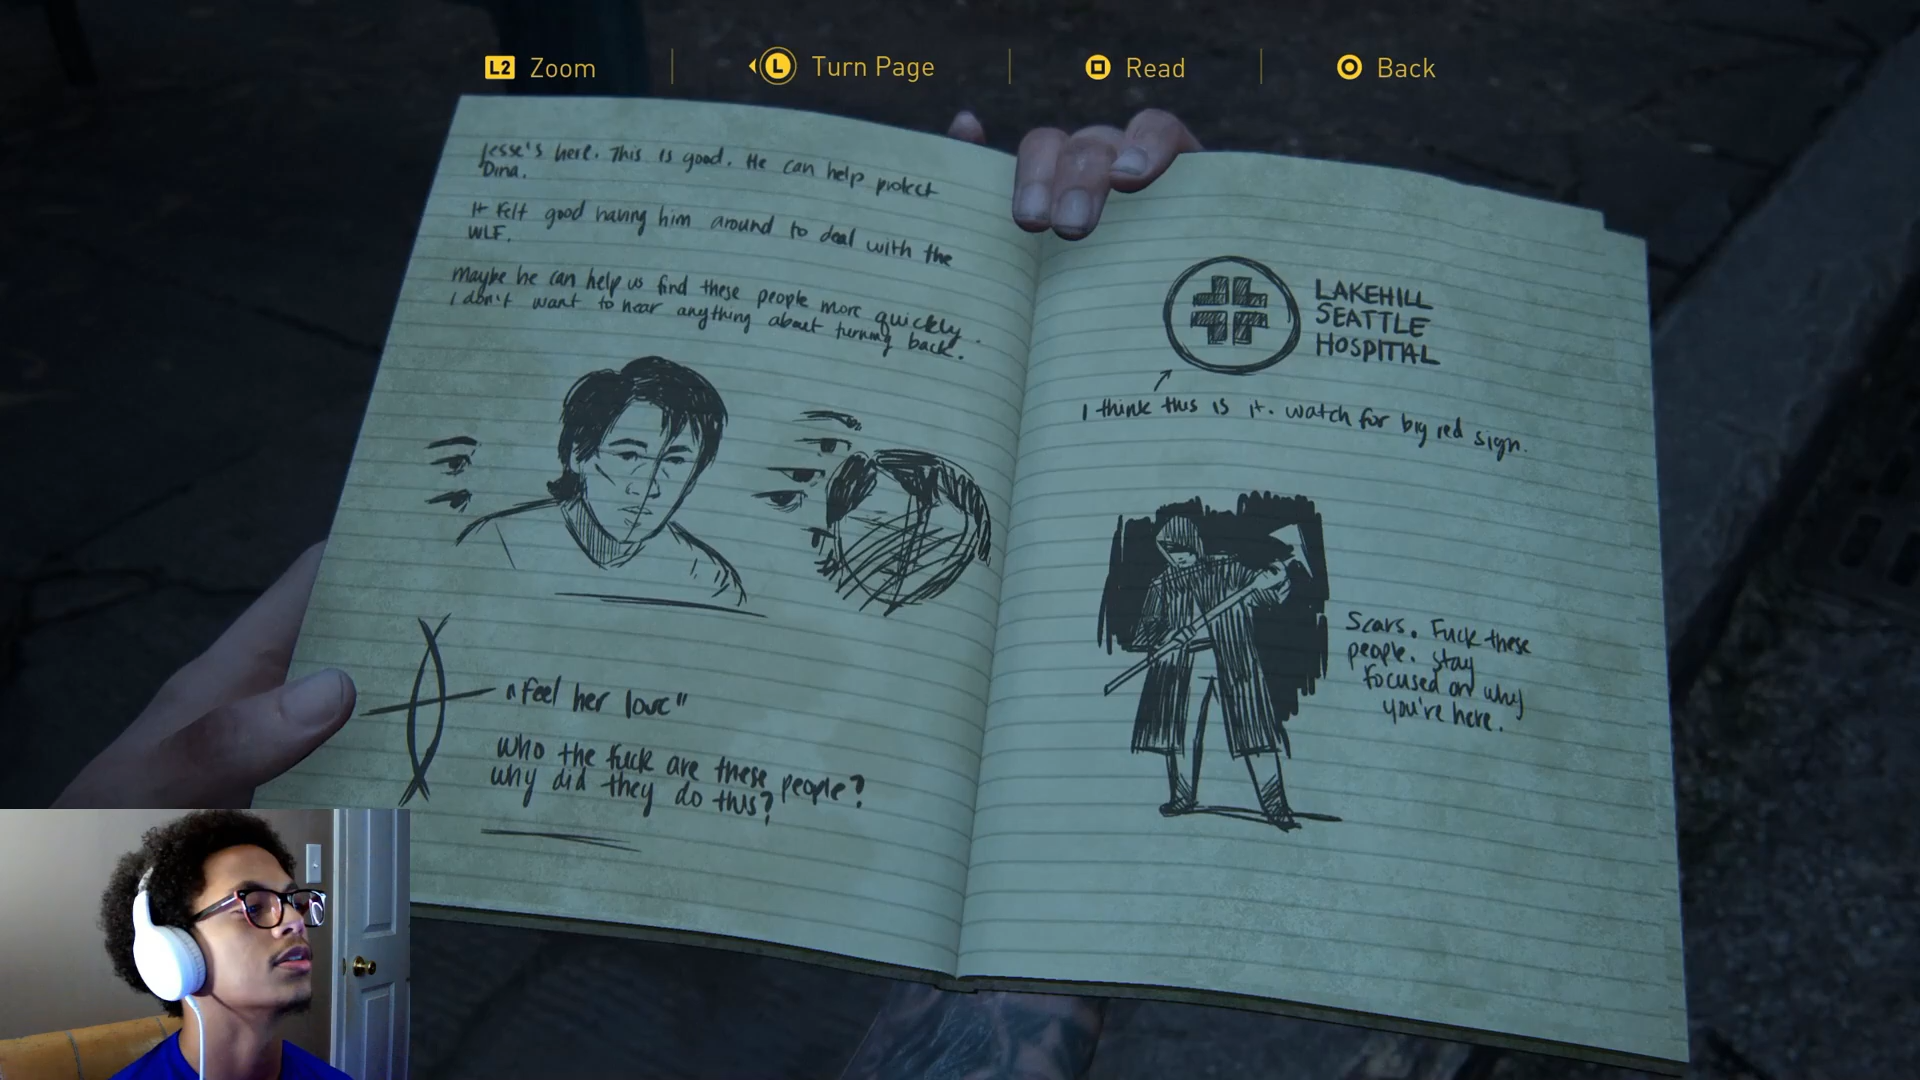 L2 Zoom
L Turn Page
Read
Back
Jesse's here. This is good. He can help protect
Dina.
It felt good having him around to deal with the
WLF.
Maybe he can help us find these people more quickly.
I don't want to hear anything about turning back.
"Feel her love"
Who the fuck are these people?
why did they do this?
LAKEHILL
SEATTLE
HOSPITAL
I think this is it. watch for big red sign.
Scars. Fuck these
people. Stay
focused on why
you're here.